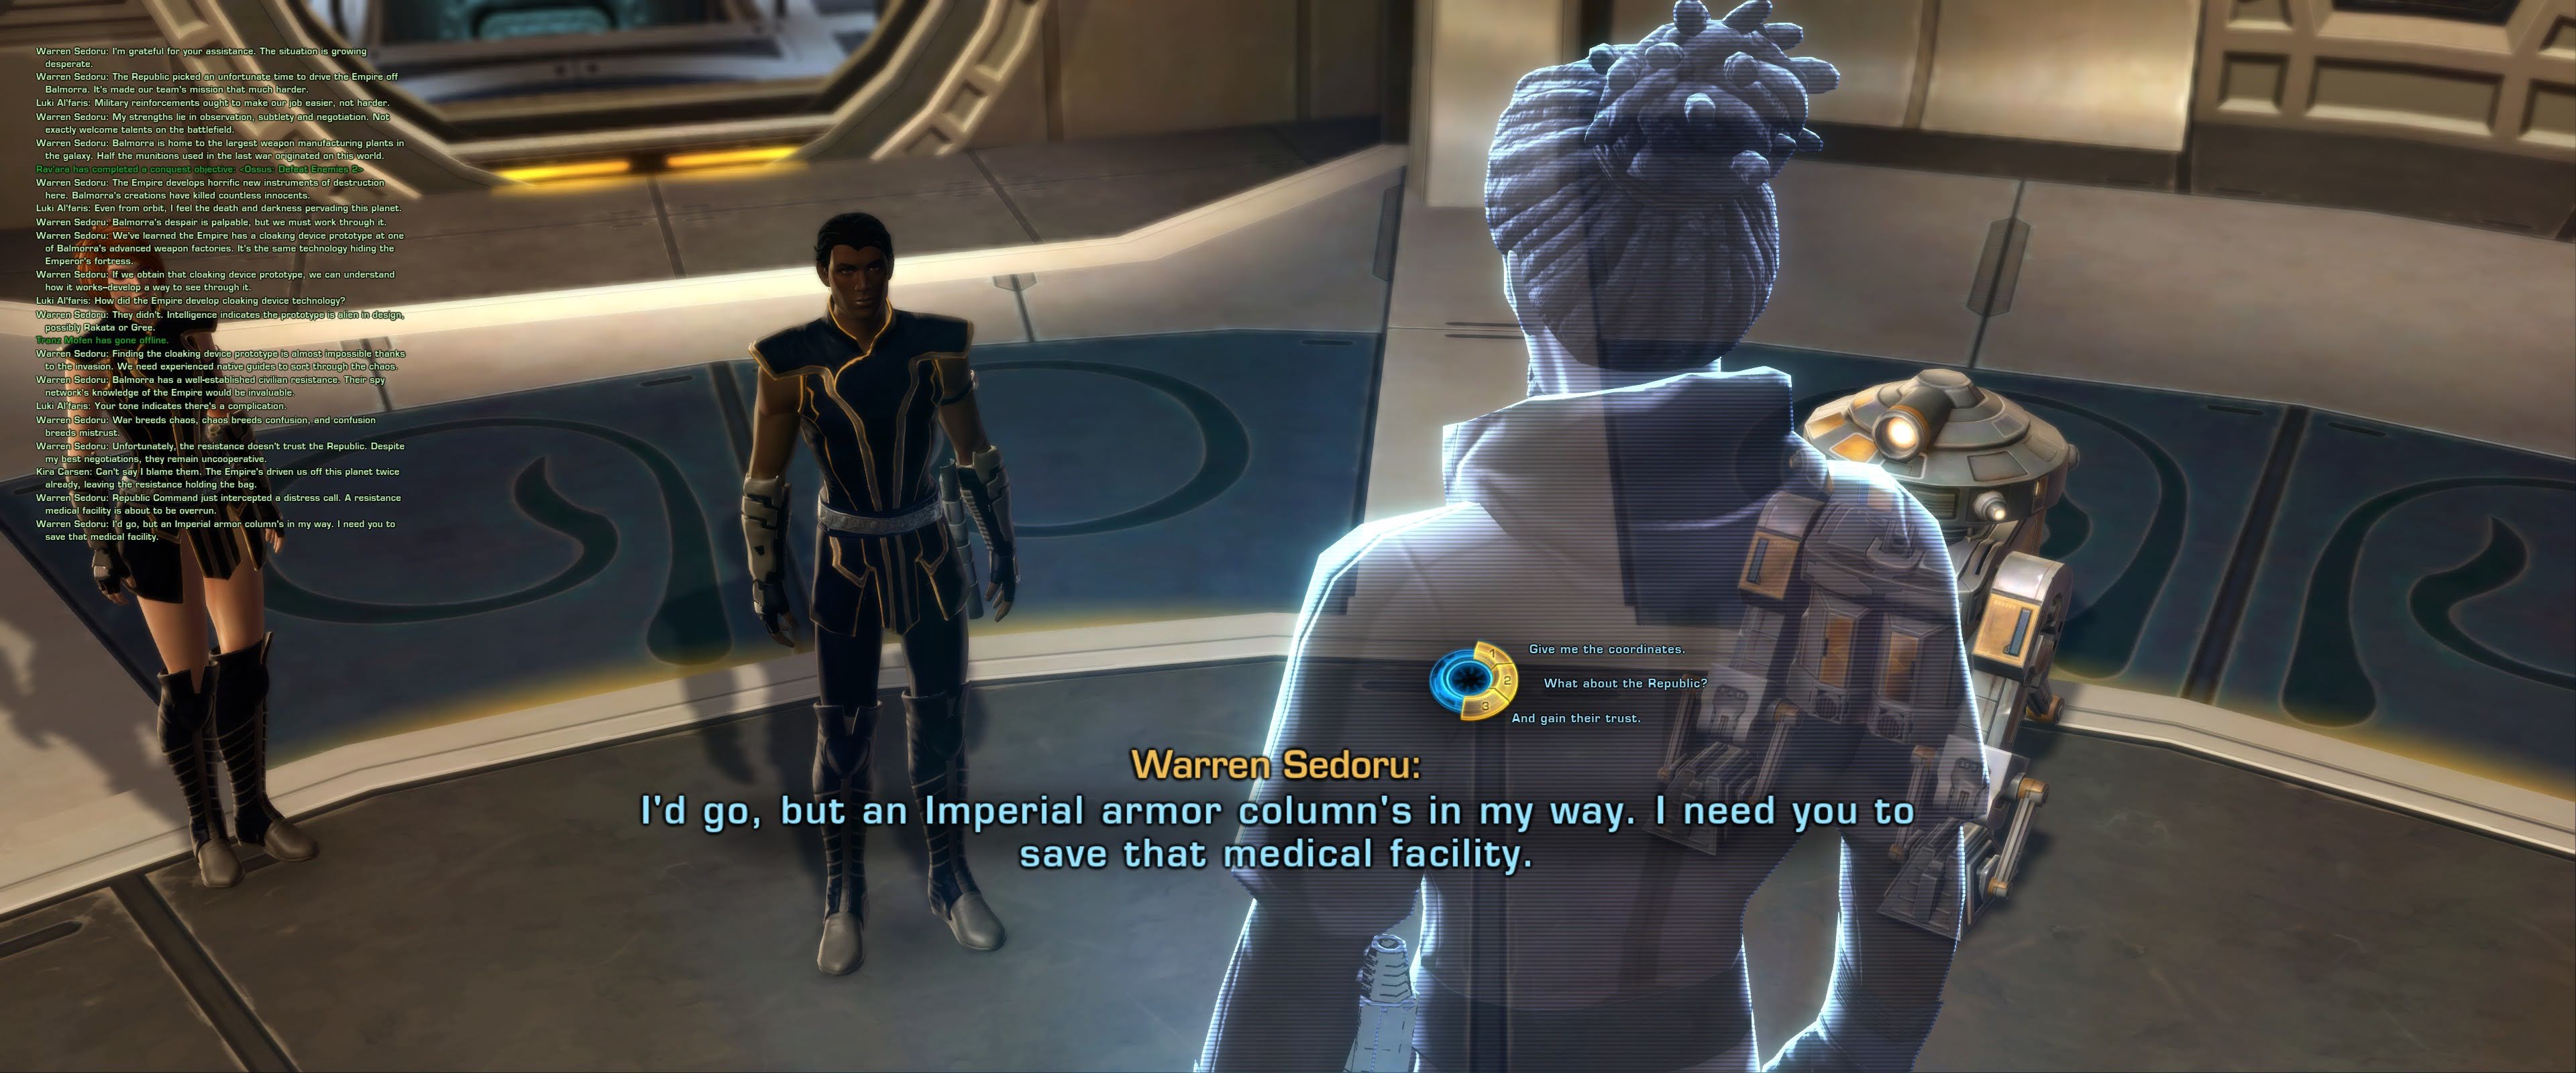 Warren Sedoru: I'm grateful for your assistance. The situation is growing
desperate.
Warren Sedoru: The Republic picked an unfortunate time to drive the Empire off
Balmorra. It's made our team's mission that much harder.
Luki Al'faris: Military reinforcements ought to make our job easier, not harder.
Warren Sedoru: My strengths lie in observation, subtlety and negotiation. Not
exactly welcome talents on the battlefield.
Warren Sedoru: Balmorra is home to the largest weapon manufacturing plants in
the galaxy. Half the munitions used in the last war originated on this world.
Rav'ara has completed a conquest objective: <Ossus: Defeat Enemies 2>
Warren Sedoru: The Empire develops horrific new instruments of destruction
here. Balmorra's creations have killed countless innocents.
Luki Al'faris: Even from orbit, I feel the death and darkness pervading this planet.
Warren Sedoru: Balmorra's despair is palpable, but we must work through it.
Warren Sedoru: We've learned the Empire has a cloaking device prototype at one
of Balmorra's advanced weapon factories. It's the same technology hiding the
Emperor's fortress.
Warren Sedoru: If we obtain that cloaking device prototype, we can understand
how it works–develop a way to see through it.
Luki Al'faris: How did the Empire develop cloaking device technology?
Warren Sedoru: They didn't. Intelligence indicates the prototype is alien in design,
possibly Rakata or Gree.
Tranz Mofen has gone offline.
Warren Sedoru: Finding the cloaking device prototype is almost impossible thanks
to the invasion. We need experienced native guides to sort through the chaos.
Warren Sedoru: Balmorra has a well-established civilian resistance. Their spy
network's knowledge of the Empire would be invaluable.
Luki Al'faris: Your tone indicates there's a complication.
Warren Sedoru: War breeds chaos, chaos breeds confusion, and confusion
breeds mistrust.
Warren Sedoru: Unfortunately, the resistance doesn't trust the Republic. Despite
my best negotiations, they remain uncooperative.
Kira Carsen: Can't say I blame them. The Empire's driven us off this planet twice
already, leaving the resistance holding the bag.
Warren Sedoru: Republic Command just intercepted a distress call. A resistance
medical facility is about to be overrun.
Warren Sedoru: I'd go, but an Imperial armor column's in my way. I need you to
save that medical facility.
1 Give me the coordinates.
2 What about the Republic?
3 And gain their trust.
Warren Sedoru:
I'd go, but an Imperial armor column's in my way. I need you to
save that medical facility.